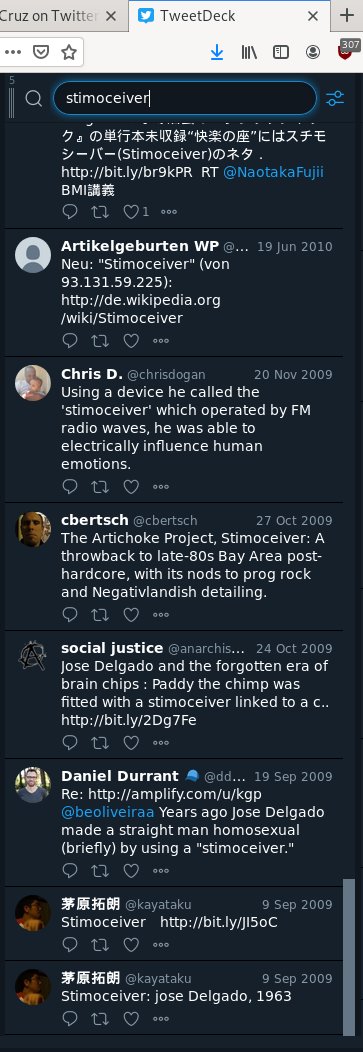 Cruz on Twitter
TweetDeck
307
5
stimoceiver
ク』の単行本未収録“快楽の座”にはスチモ
シーバー(Stimoceiver)のネタ .
http://bit.ly/br9kPR RT @NaotakaFujii
BMI講義
1
Artikelgeburten WP @... 19 Jun 2010
Neu: "Stimoceiver" (von
93.131.59.225):
http://de.wikipedia.org
/wiki/Stimoceiver
Chris D. @chrisdogan 20 Nov 2009
Using a device he called the
'stimoceiver' which operated by FM
radio waves, he was able to
electrically influence human
emotions.
cbertsch @cbertsch 27 Oct 2009
The Artichoke Project, Stimoceiver: A
throwback to late-80s Bay Area post-
hardcore, with its nods to prog rock
and Negativlandish detailing.
social justice @anarchis... 24 Oct 2009
Jose Delgado and the forgotten era of
brain chips : Paddy the chimp was
fitted with a stimoceiver linked to a c..
http://bit.ly/2Dg7Fe
Daniel Durrant @dd... 19 Sep 2009
Re: http://amplify.com/u/kgp
@beoliveiraa Years ago Jose Delgado
made a straight man homosexual
(briefly) by using a "stimoceiver."
茅原拓朗 @kayataku 9 Sep 2009
Stimoceiver http://bit.ly/JI5oC
茅原拓朗 @kayataku 9 Sep 2009
Stimoceiver: jose Delgado, 1963